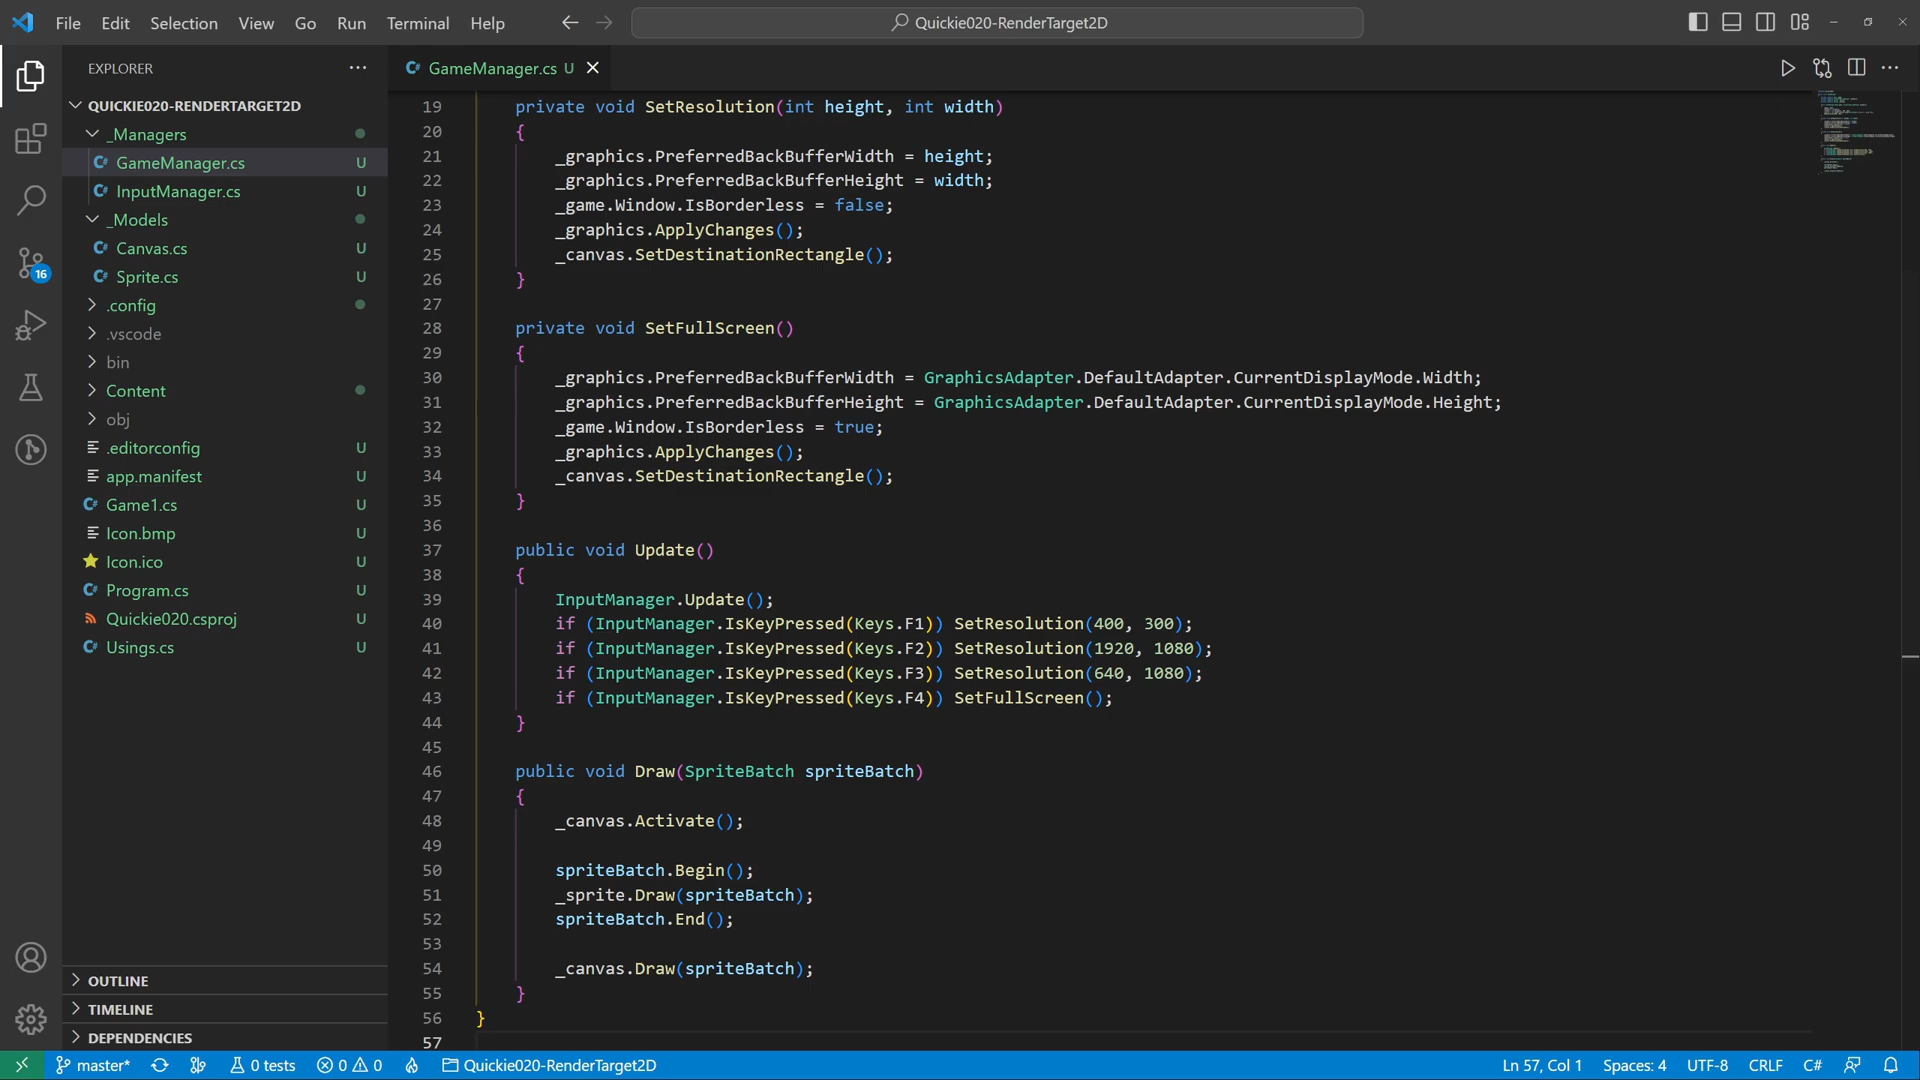 File Edit Selection View Go Run Terminal Help
Quickie020-RenderTarget2D
EXPLORER
QUICKIE020-RENDERTARGET2D
_Managers
GameManager.cs U
InputManager.cs U
_Models
Canvas.cs U
Sprite.cs U
.config
.vscode
bin
Content
obj
.editorconfig U
app.manifest U
Game1.cs U
Icon.bmp U
Icon.ico U
Program.cs U
Quickie020.csproj U
Usings.cs U
16
OUTLINE
TIMELINE
DEPENDENCIES
GameManager.cs U
19 private void SetResolution(int height, int width)
20 {
21 _graphics.PreferredBackBufferWidth = height;
22 _graphics.PreferredBackBufferHeight = width;
23 _game.Window.IsBorderless = false;
24 _graphics.ApplyChanges();
25 _canvas.SetDestinationRectangle();
26 }
27
28 private void SetFullScreen()
29 {
30 _graphics.PreferredBackBufferWidth = GraphicsAdapter.DefaultAdapter.CurrentDisplayMode.Width;
31 _graphics.PreferredBackBufferHeight = GraphicsAdapter.DefaultAdapter.CurrentDisplayMode.Height;
32 _game.Window.IsBorderless = true;
33 _graphics.ApplyChanges();
34 _canvas.SetDestinationRectangle();
35 }
36
37 public void Update()
38 {
39 InputManager.Update();
40 if (InputManager.IsKeyPressed(Keys.F1)) SetResolution(400, 300);
41 if (InputManager.IsKeyPressed(Keys.F2)) SetResolution(1920, 1080);
42 if (InputManager.IsKeyPressed(Keys.F3)) SetResolution(640, 1080);
43 if (InputManager.IsKeyPressed(Keys.F4)) SetFullScreen();
44 }
45
46 public void Draw(SpriteBatch spriteBatch)
47 {
48 _canvas.Activate();
49
50 spriteBatch.Begin();
51 _sprite.Draw(spriteBatch);
52 spriteBatch.End();
53
54 _canvas.Draw(spriteBatch);
55 }
56 }
57
master* 0 tests 0 0 Quickie020-RenderTarget2D Ln 57, Col 1 Spaces: 4 UTF-8 CRLF C#